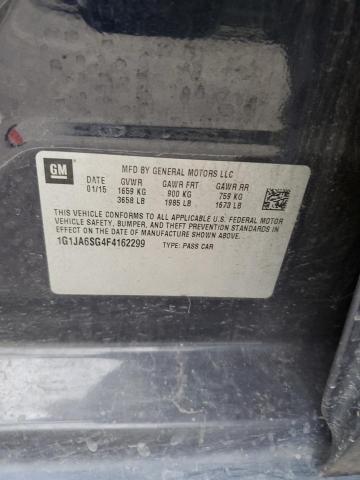 GM
MFD BY GENERAL MOTORS LLC
DATE GVWR GAWR FRT GAWR RR
01/15 1659 KG 900 KG 759 KG
3658 LB 1985 LB 1673 LB
THIS VEHICLE CONFORMS TO ALL APPLICABLE U.S. FEDERAL MOTOR
VEHICLE SAFETY, BUMPER, AND THEFT PREVENTION STANDARDS IN
EFFECT ON THE DATE OF MANUFACTURE SHOWN ABOVE.
1G1JA6SG4F4162299 TYPE: PASS CAR